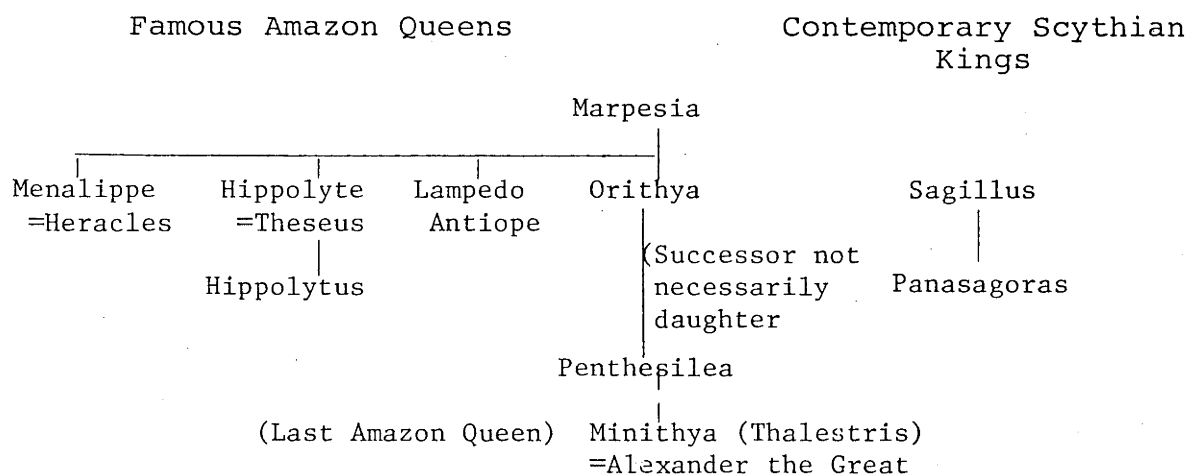 Famous Amazon Queens
Contemporary Scythian
Kings
Marpesia
Menalippe
=Heracles
Hippolyte
=Theseus
Hippolytus
Lampedo
Antiope
Orithya
(Successor not
necessarily
daughter
Penthesilea
(Last Amazon Queen) Minithya (Thalestris)
=Alexander the Great
Sagillus
Panasagoras